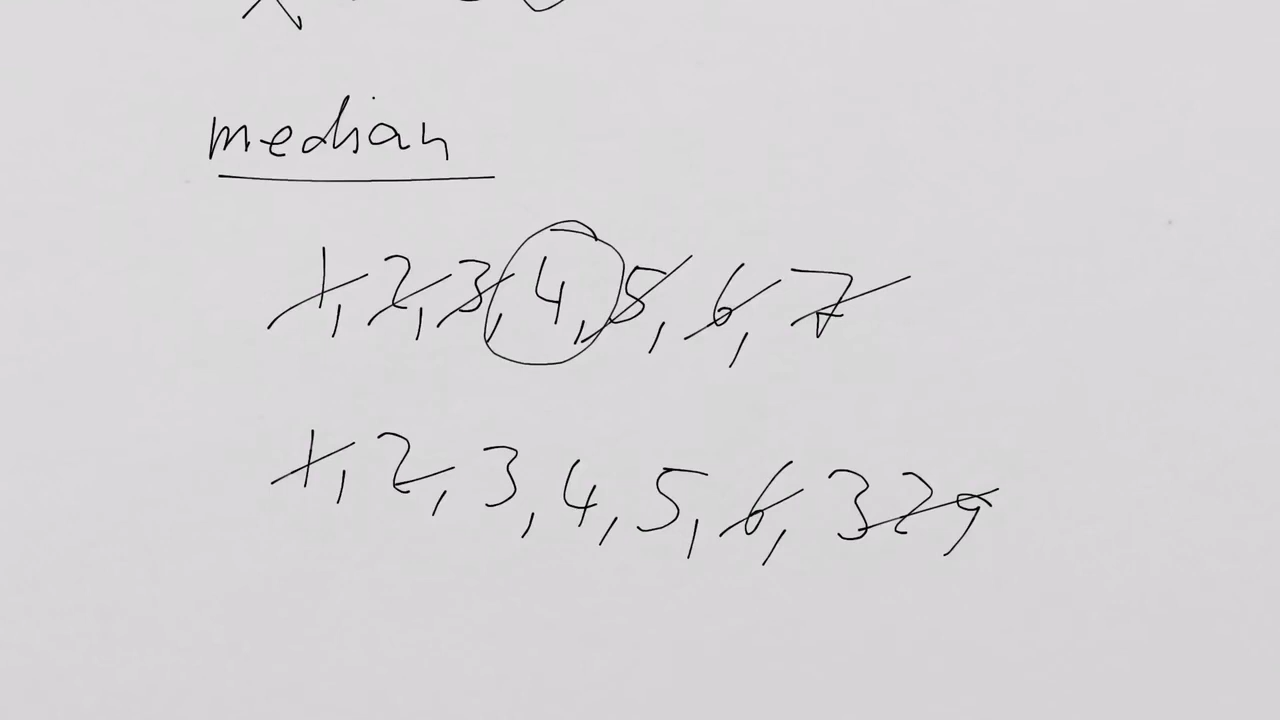 median
1, 2, 3, 4, 5, 6, 7
1, 2, 3, 4, 5, 6, 329